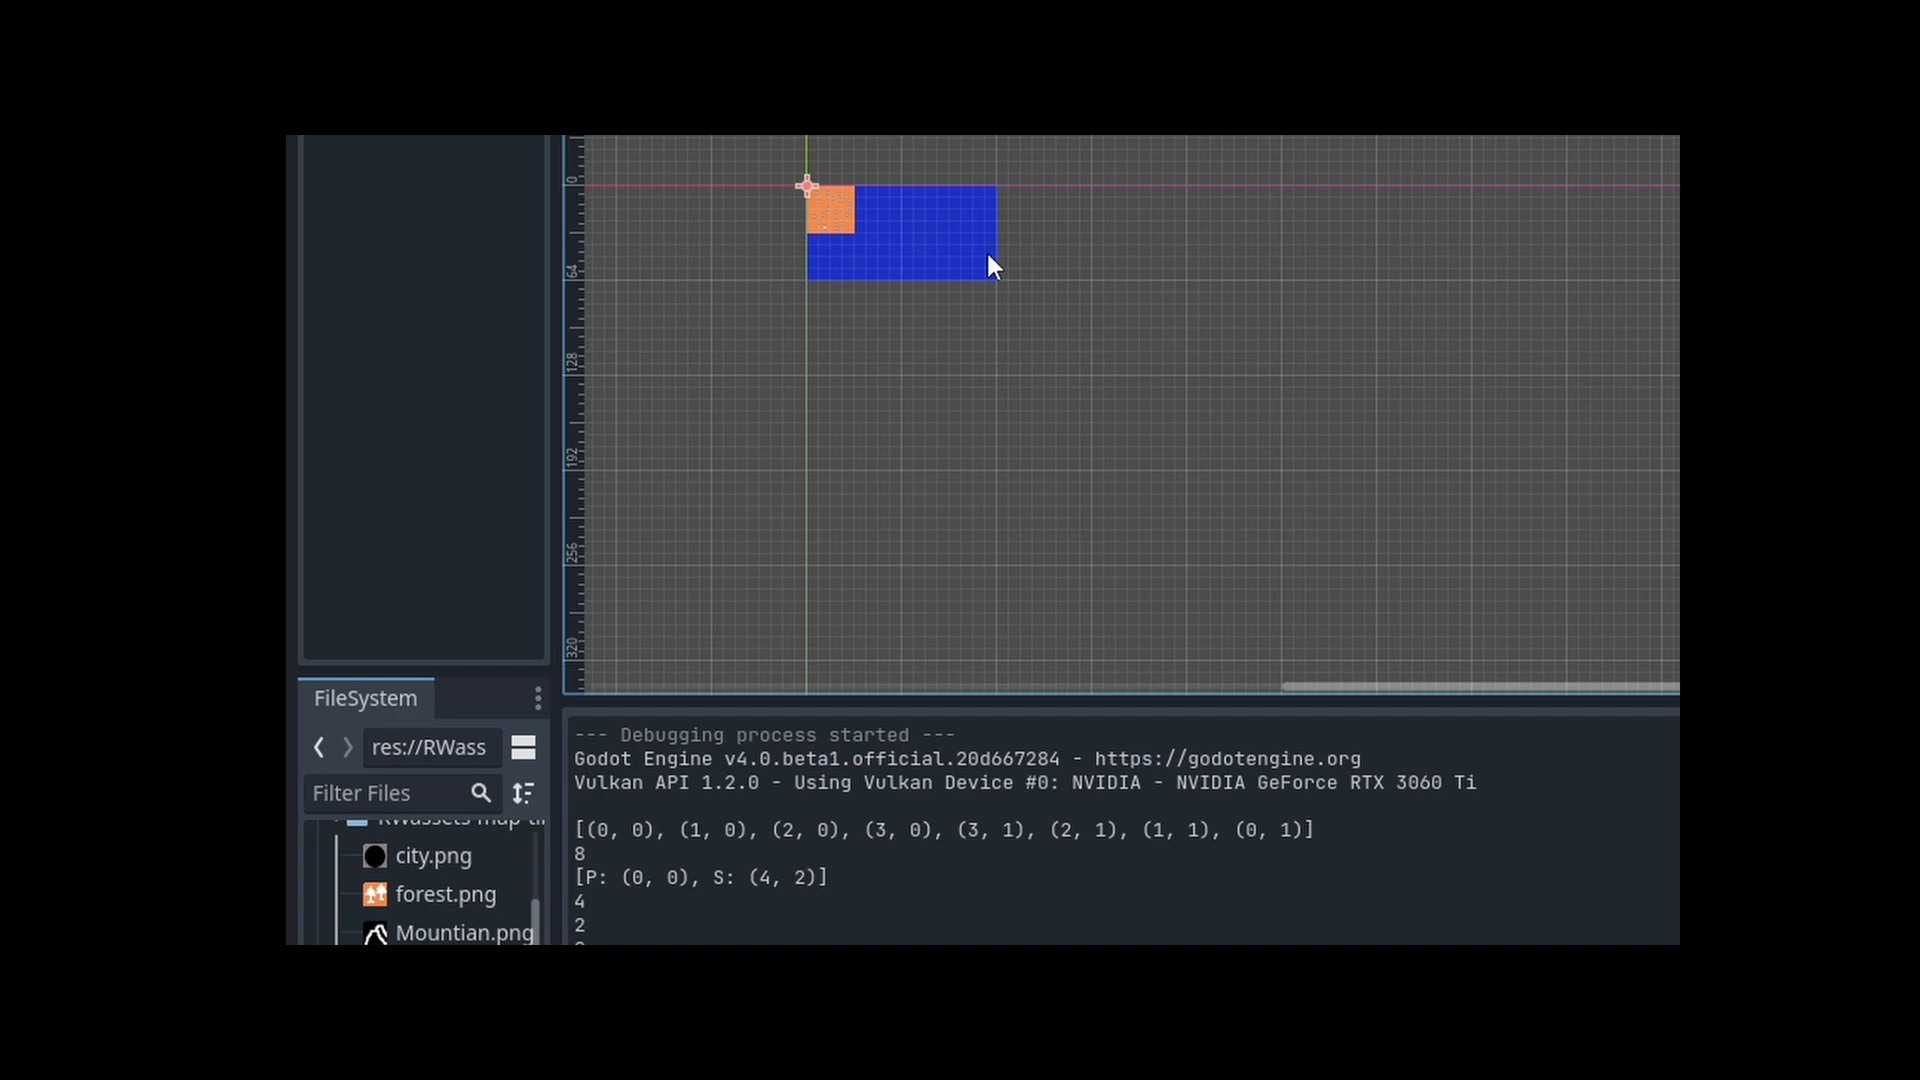 0
64
128
192
256
320
FileSystem
res://RWass
Filter Files
RWassets map
city.png
forest.png
Mountian.png
--- Debugging process started ---
Godot Engine v4.0.beta1.official.20d667284 - https://godotengine.org
Vulkan API 1.2.0 - Using Vulkan Device #0: NVIDIA - NVIDIA GeForce RTX 3060 Ti
[(0, 0), (1, 0), (2, 0), (3, 0), (3, 1), (2, 1), (1, 1), (0, 1)]
8
[P: (0, 0), S: (4, 2)]
4
2